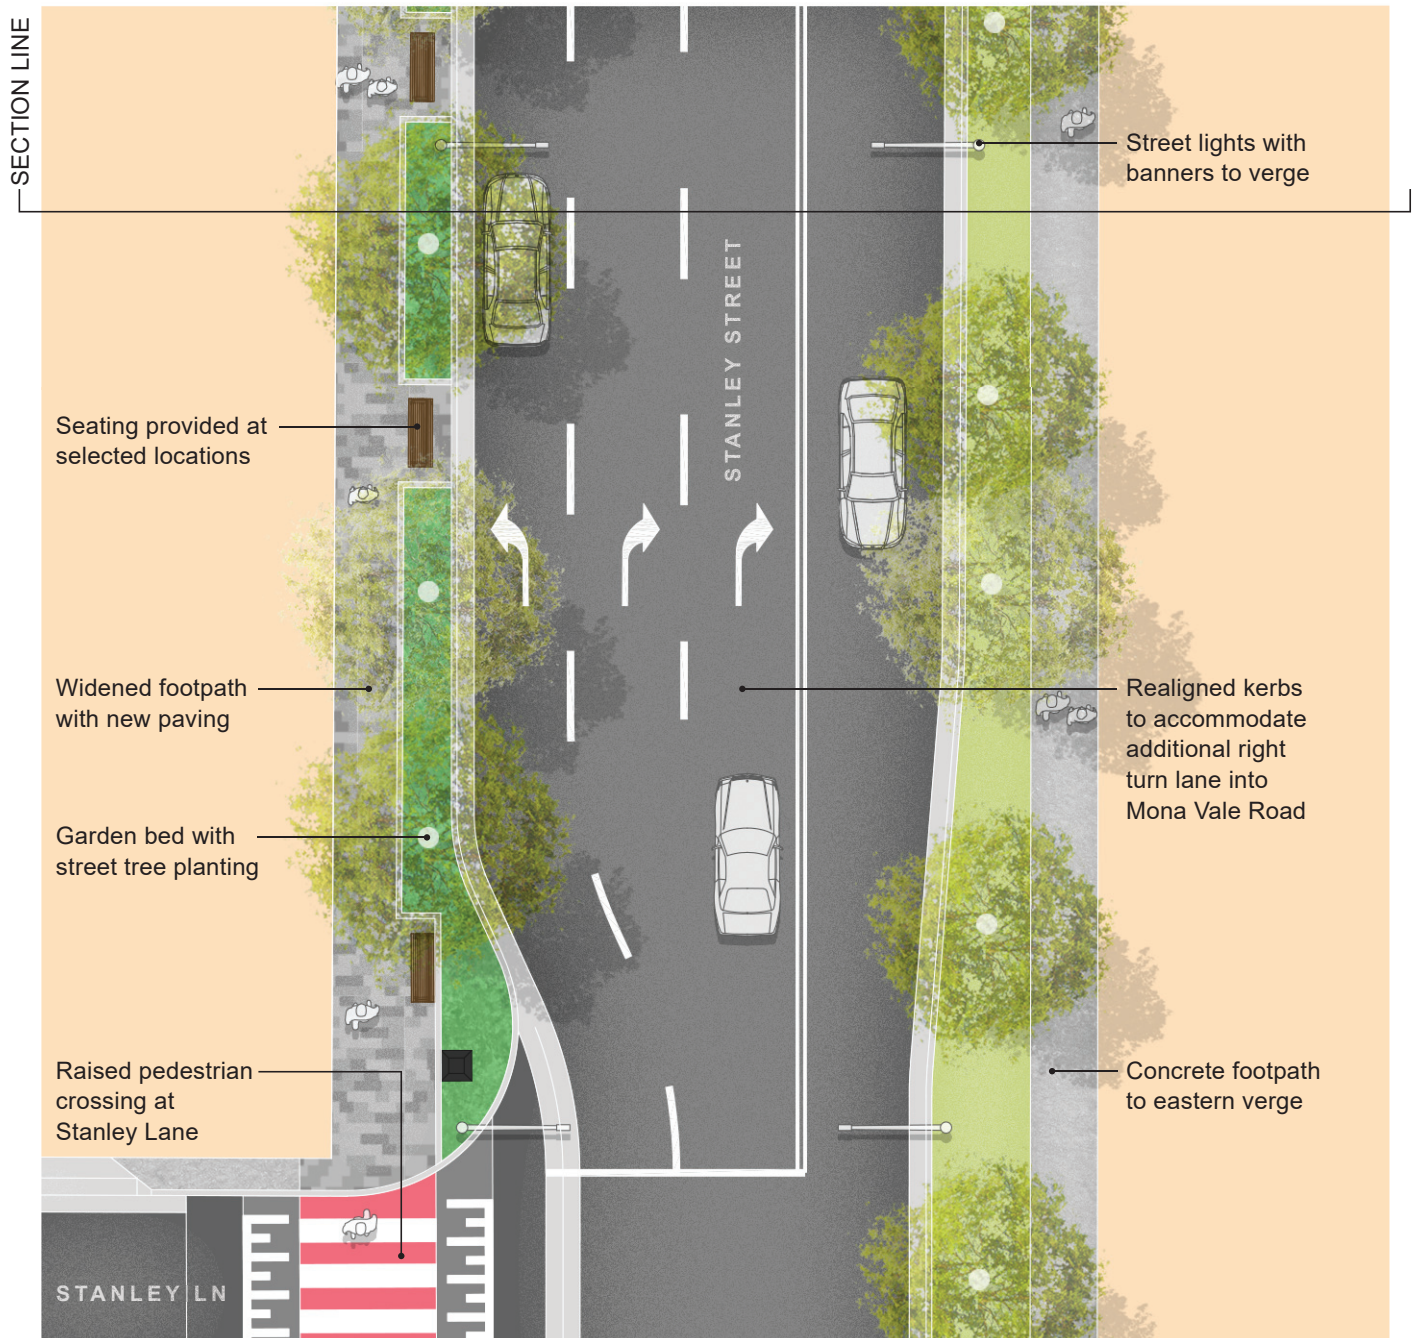 SECTION LINE
Street lights with
banners to verge
STANLEY STREET
Seating provided at
selected locations
Widened footpath
with new paving
Realigned kerbs
to accommodate
additional right
turn lane into
Mona Vale Road
Garden bed with
street tree planting
Raised pedestrian
crossing at
Stanley Lane
Concrete footpath
to eastern verge
STANLEY LN